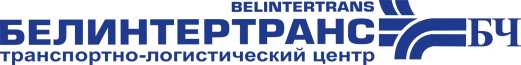 BELINTERTRANS
БЕЛИНТЕРТРАНС БЧ
транспортно-логистический центр